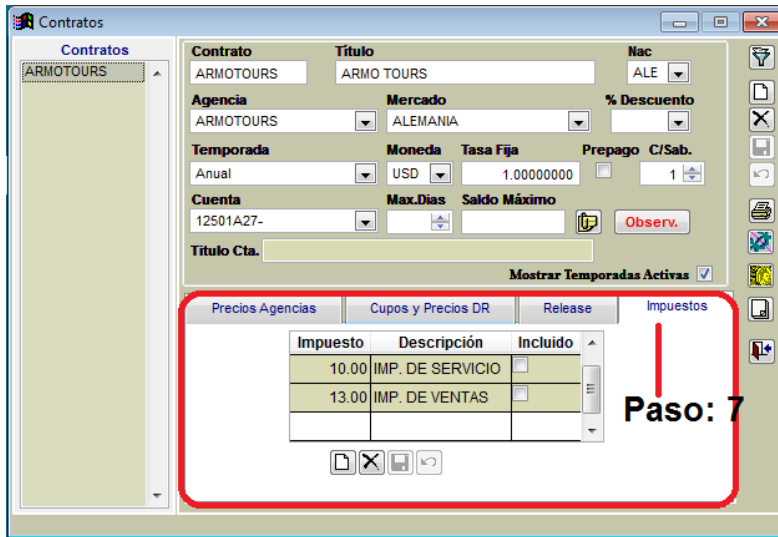 Contratos
Contratos
ARMOTOURS
Contrato Título Nac
ARMOTOURS ARMO TOURS ALE
Agencia Mercado % Descuento
ARMOTOURS ALEMANIA
Temporada Moneda Tasa Fija Prepago C/Sab.
Anual USD 1.00000000 1
Cuenta Max.Dias Saldo Máximo
12501A27- Observ.
Titulo Cta.
Mostrar Temporadas Activas
Precios Agencias Cupos y Precios DR Release Impuestos
Impuesto Descripción Incluido
10.00 IMP. DE SERVICIO
13.00 IMP. DE VENTAS
Paso: 7